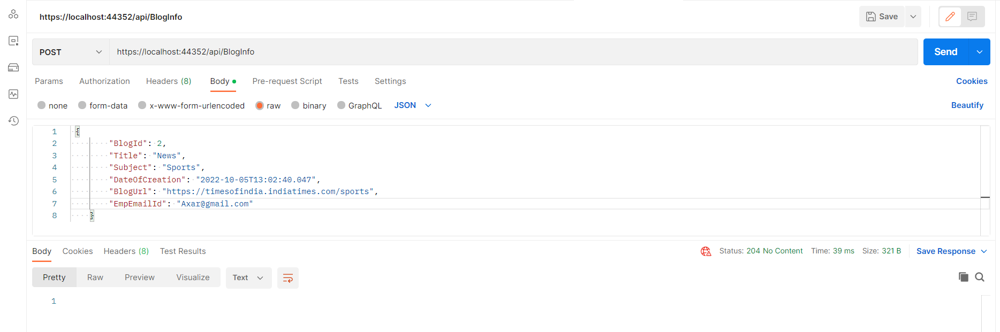 https://localhost:44352/api/BlogInfo Save
POST https://localhost:44352/api/BlogInfo Send
Params Authorization Headers (8) Body Pre-request Script Tests Settings Cookies
none form-data x-www-form-urlencoded raw binary GraphQL JSON Beautify
1 {
2 "BlogId": 2,
3 "Title": "News",
4 "Subject": "Sports",
5 "DateOfCreation": "2022-10-05T13:02:40.047",
6 "BlogUrl": "https://timesofindia.indiatimes.com/sports",
7 "EmpEmailId": "Axar@gmail.com"
8 }
Body Cookies Headers (8) Test Results Status: 204 No Content Time: 39 ms Size: 321 B Save Response
Pretty Raw Preview Visualize Text
1